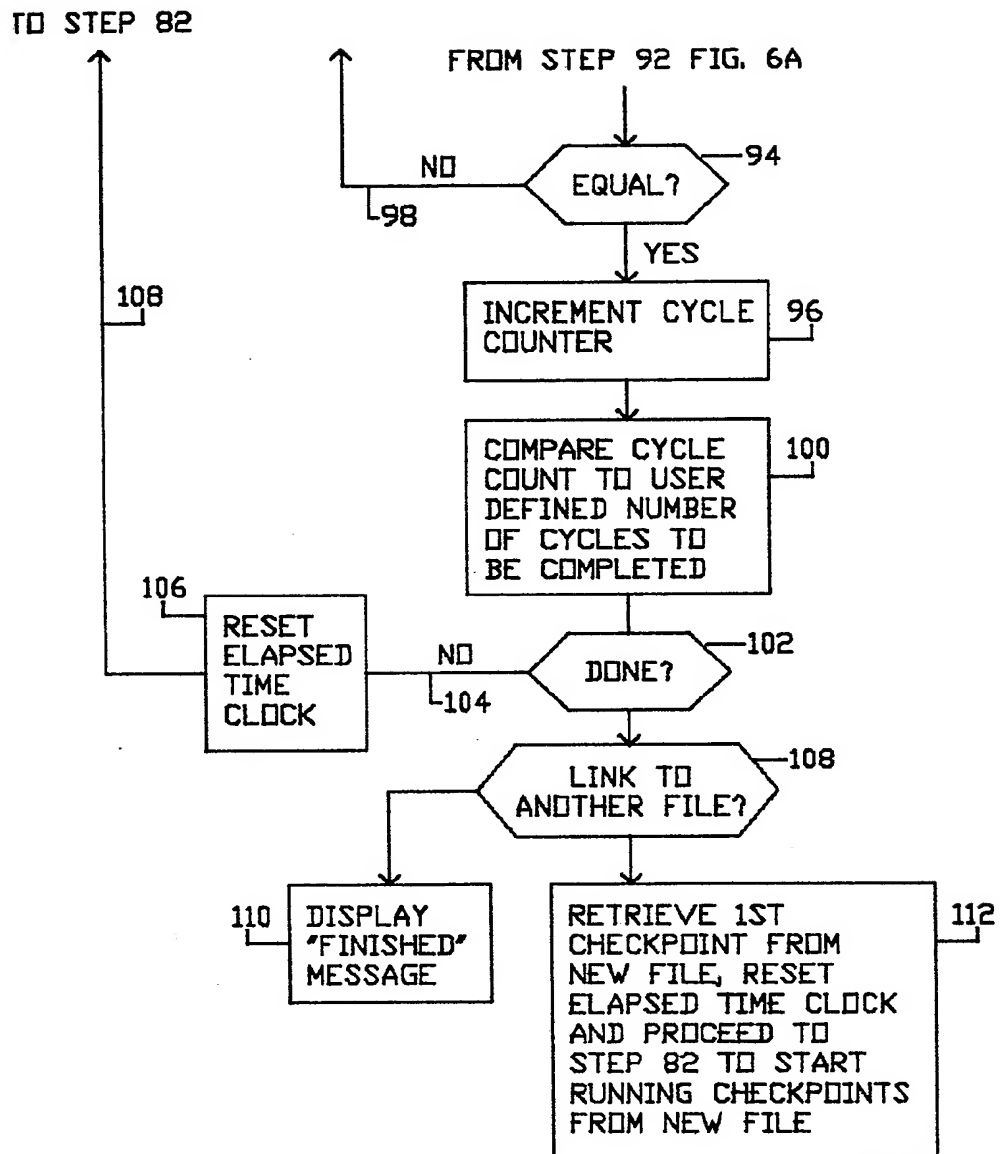 TO STEP 82
FROM STEP 92 FIG. 6A
94
NO
EQUAL?
98
YES
108
INCREMENT CYCLE
COUNTER
96
COMPARE CYCLE
COUNT TO USER
DEFINED NUMBER
OF CYCLES TO
BE COMPLETED
100
106
RESET
ELAPSED
TIME
CLOCK
NO
104
DONE?
102
LINK TO
ANOTHER FILE?
108
110
DISPLAY
"FINISHED"
MESSAGE
RETRIEVE 1ST
CHECKPOINT FROM
NEW FILE, RESET
ELAPSED TIME CLOCK
AND PROCEED TO
STEP 82 TO START
RUNNING CHECKPOINTS
FROM NEW FILE
112